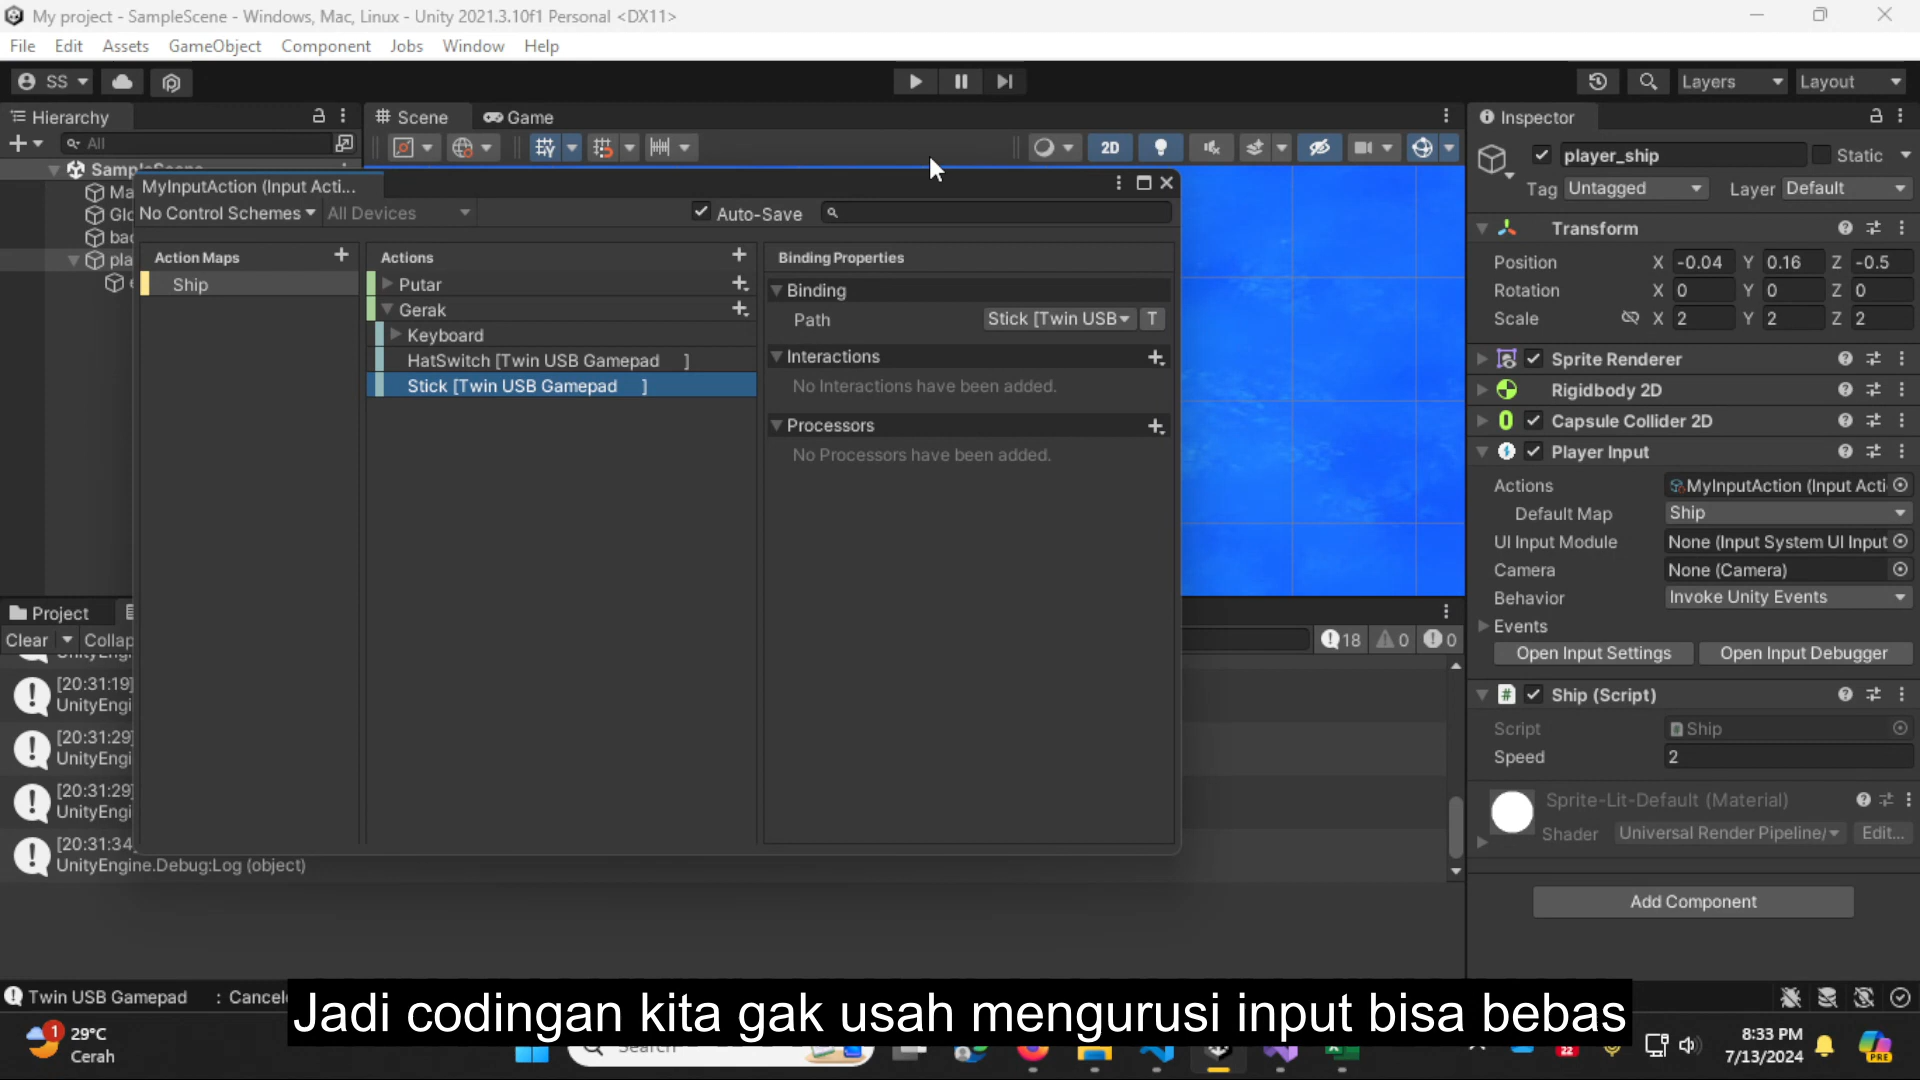 My project - SampleScene - Windows, Mac, Linux - Unity 2021.3.10f1 Personal <DX11>
File Edit Assets GameObject Component Jobs Window Help
SS Layers Layout
Hierarchy Scene Game Inspector
All 2D player_ship Static
Tag Untagged Layer Default
MyInputAction (Input Acti...
No Control Schemes All Devices Auto-Save
Action Maps
Ship
Actions
Putar
Gerak
Keyboard
HatSwitch [Twin USB Gamepad ]
Stick [Twin USB Gamepad ]
Binding Properties
Binding
Path Stick [Twin USB T
Interactions
No Interactions have been added.
Processors
No Processors have been added.
Transform
Position X -0.04 Y 0.16 Z -0.5
Rotation X 0 Y 0 Z 0
Scale X 2 Y 2 Z 2
Sprite Renderer
Rigidbody 2D
Capsule Collider 2D
Player Input
Actions MyInputAction (Input Acti
Default Map Ship
UI Input Module None (Input System UI Input
Camera None (Camera)
Behavior Invoke Unity Events
Events
Open Input Settings Open Input Debugger
Ship (Script)
Script Ship
Speed 2
Sprite-Lit-Default (Material)
Shader Universal Render Pipeline/ Edit...
Add Component
Project
Clear Collap 18 0 0
[20:31:19]
UnityEngi
[20:31:29]
UnityEngi
[20:31:29]
UnityEngi
[20:31:34
UnityEngine.Debug:Log (object)
Twin USB Gamepad : Cancel
Jadi codingan kita gak usah mengurusi input bisa bebas
1 29°C
Cerah
Search
22
8:33 PM
7/13/2024
PRE